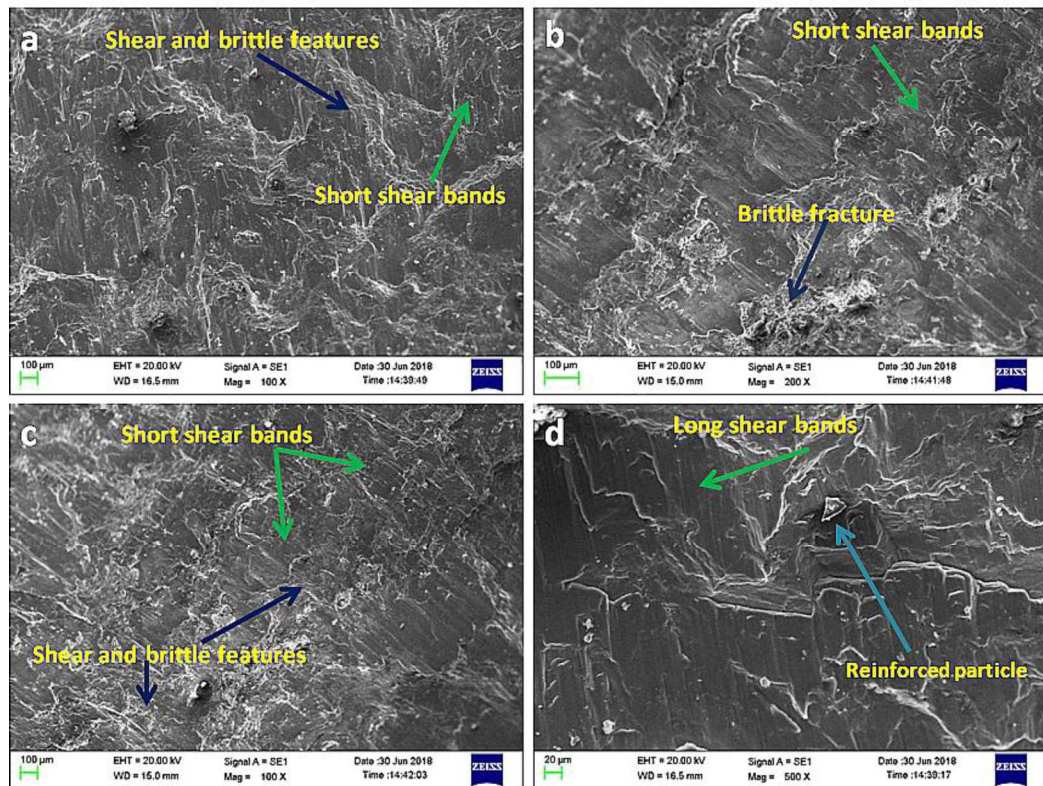 a
Shear and brittle features
Short shear bands
100 µm
EHT = 20.00 kV
Signal A = SE1
Date :30 Jun 2018
WD = 16.5 mm
Mag = 100 X
Time :14:39:49
ZEISS
b
Short shear bands
Brittle fracture
100 µm
EHT = 20.00 kV
Signal A = SE1
Date :30 Jun 2018
WD = 15.0 mm
Mag = 200 X
Time :14:41:48
ZEISS
c
Short shear bands
Shear and brittle features
100 µm
EHT = 20.00 kV
Signal A = SE1
Date :30 Jun 2018
WD = 15.0 mm
Mag = 100 X
Time :14:42:03
ZEISS
d
Long shear bands
Reinforced particle
20 µm
EHT = 20.00 kV
Signal A = SE1
Date :30 Jun 2018
WD = 16.5 mm
Mag = 500 X
Time :14:39:17
ZEISS